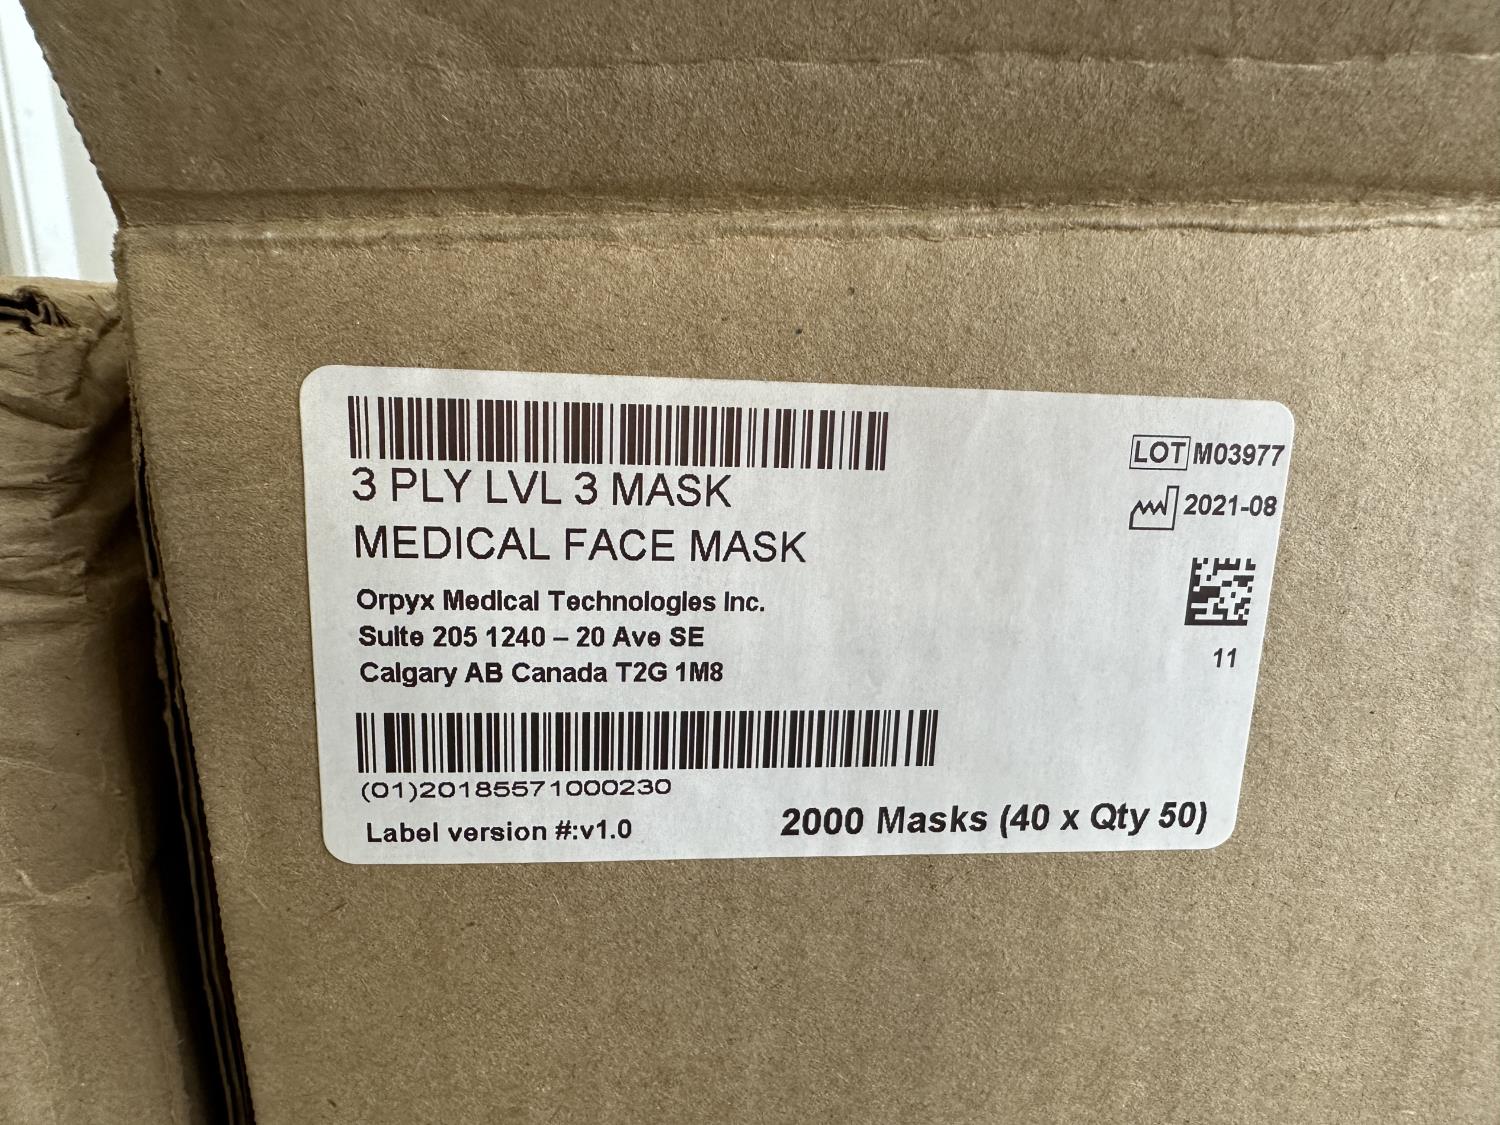 3 PLY LVL 3 MASK
MEDICAL FACE MASK
Orpyx Medical Technologies Inc.
Suite 205 1240 – 20 Ave SE
Calgary AB Canada T2G 1M8
(01)20185571000230
Label version #:v1.0
2000 Masks (40 x Qty 50)
LOT M03977
2021-08
11